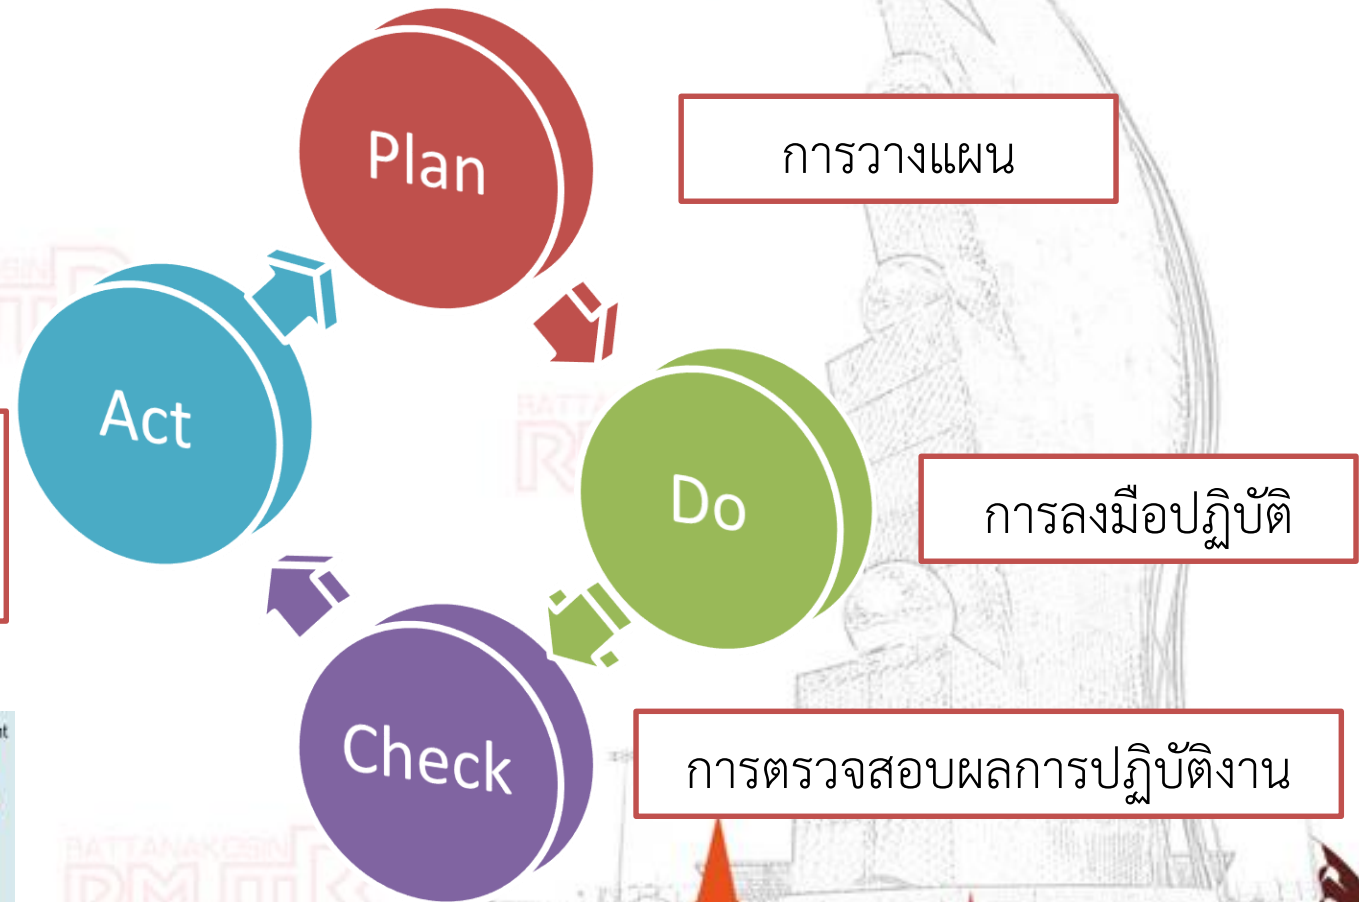 Plan
การวางแผน
Act
Do
การลงมือปฏิบัติ
Check
การตรวจสอบผลการปฏิบัติงาน
RATTANAKOSIN